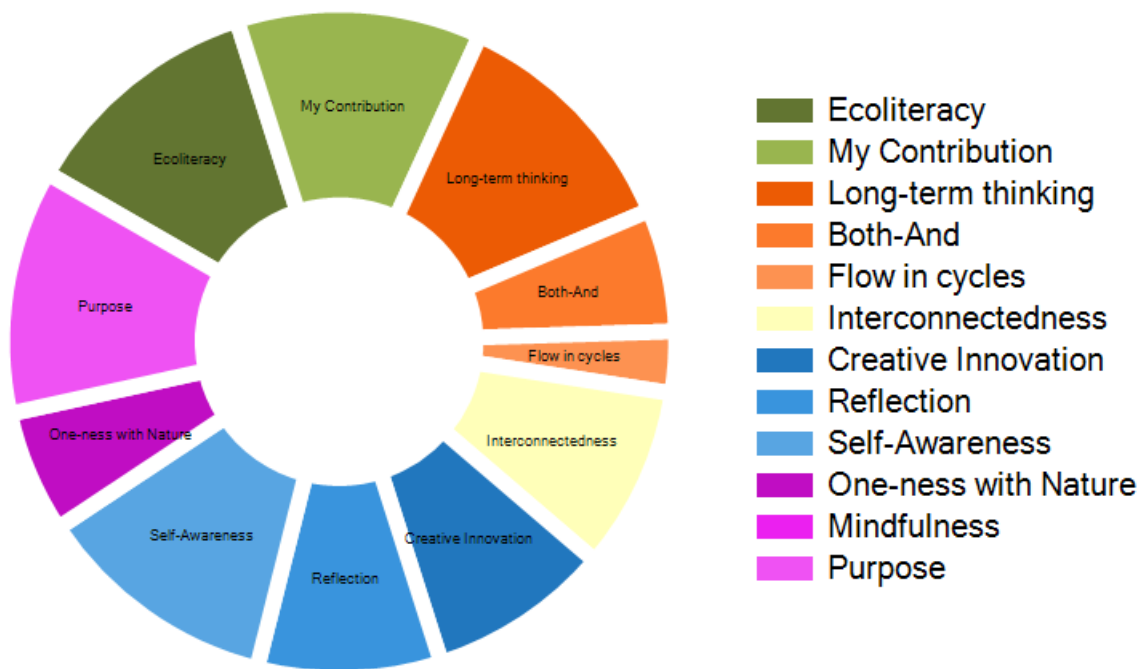 My Contribution
Ecoliteracy
Long-term thinking
Both-And
Purpose
Flow in cycles
One-ness with Nature
Interconnectedness
Self-Awareness
Creative Innovation
Reflection
Ecoliteracy
My Contribution
Long-term thinking
Both-And
Flow in cycles
Interconnectedness
Creative Innovation
Reflection
Self-Awareness
One-ness with Nature
Mindfulness
Purpose